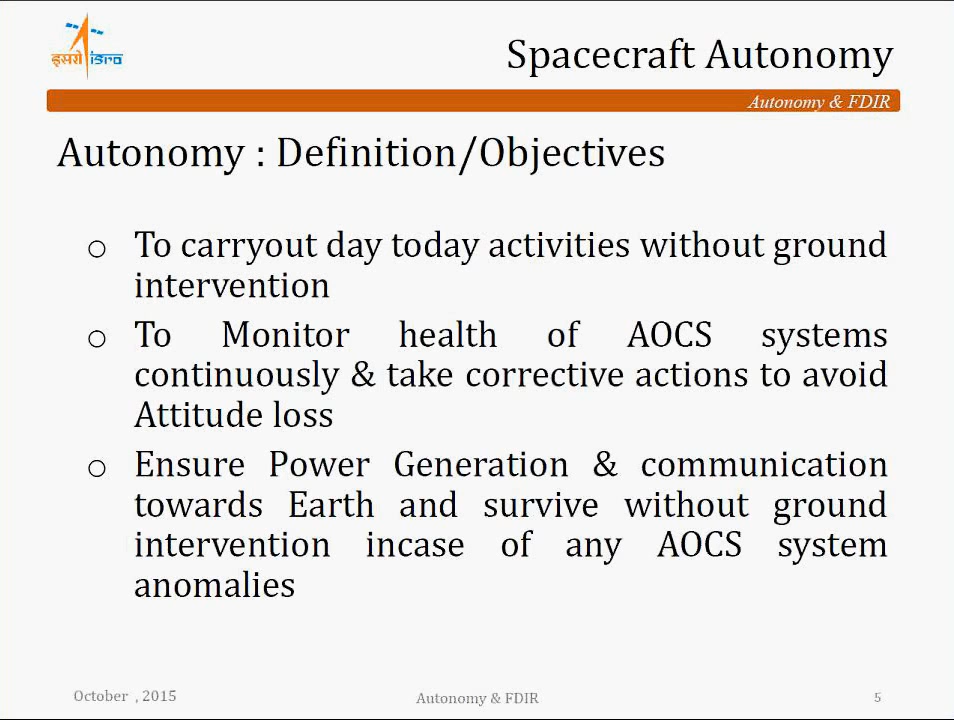 इसरो isro
Spacecraft Autonomy
Autonomy & FDIR
Autonomy : Definition/Objectives
o To carryout day today activities without ground
intervention
o To Monitor health of AOCS systems
continuously & take corrective actions to avoid
Attitude loss
o Ensure Power Generation & communication
towards Earth and survive without ground
intervention incase of any AOCS system
anomalies
October , 2015
Autonomy & FDIR
5